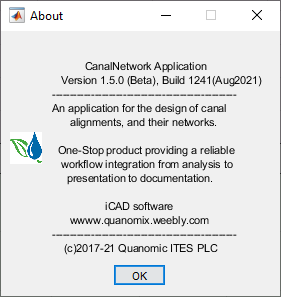 About
CanalNetwork Application
Version 1.5.0 (Beta), Build 1241(Aug2021)
--------------------------------------------------
An application for the design of canal
alignments, and their networks.
One-Stop product providing a reliable
workflow integration from analysis to
presentation to documentation.
iCAD software
wwww.quanomix.weebly.com
--------------------------------------------------
(c)2017-21 Quanomic ITES PLC
OK